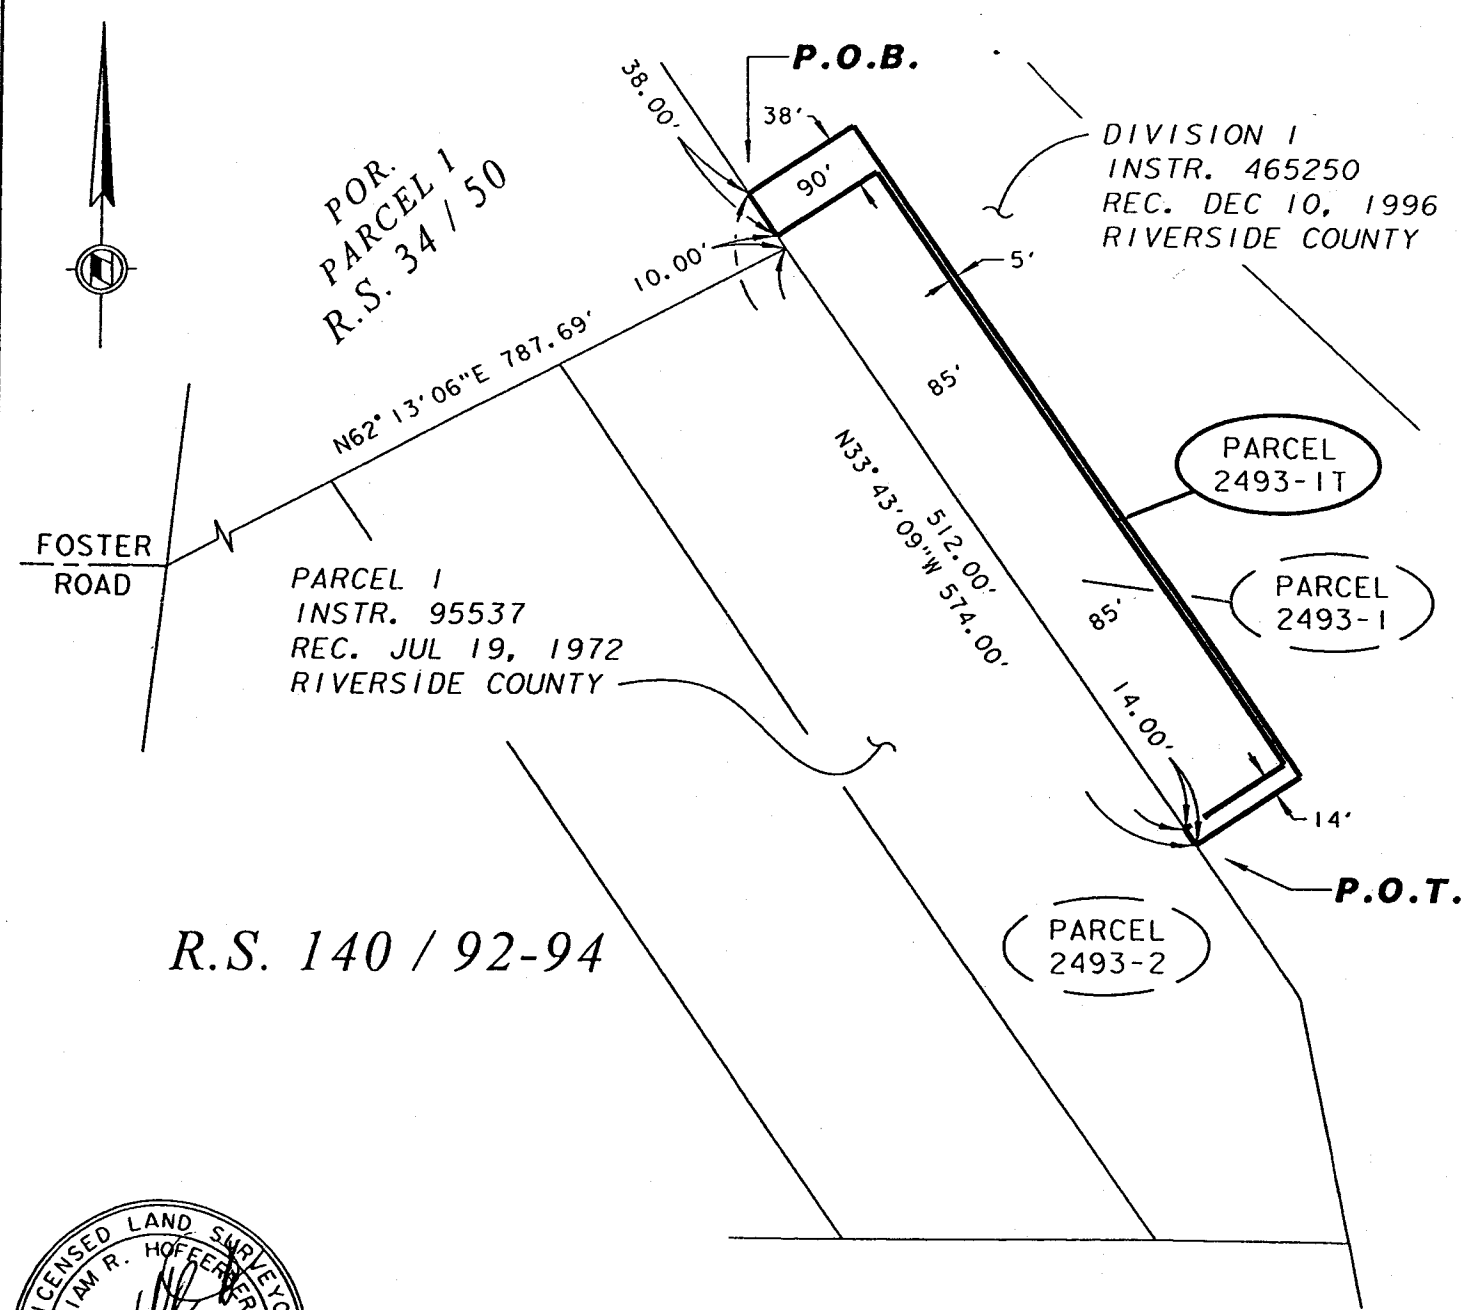 P.O.B.
38.00'
38'
90'
DIVISION 1
INSTR. 465250
REC. DEC 10, 1996
RIVERSIDE COUNTY
POR.
PARCEL 1
R.S. 34 / 50
10.00'
5'
N62°13'06"E 787.69'
85'
N33°43'09"W 574.00'
512.00'
PARCEL
2493-1T
FOSTER
ROAD
PARCEL 1
INSTR. 95537
REC. JUL 19, 1972
RIVERSIDE COUNTY
PARCEL
2493-1
85'
14.00'
14'
P.O.T.
PARCEL
2493-2
R.S. 140 / 92-94
LAND
R. HOFFERBER